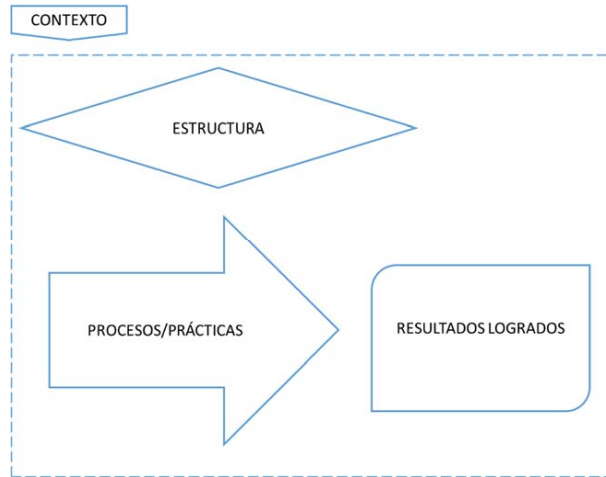 CONTEXTO
ESTRUCTURA
PROCESOS/PRÁCTICAS
RESULTADOS LOGRADOS